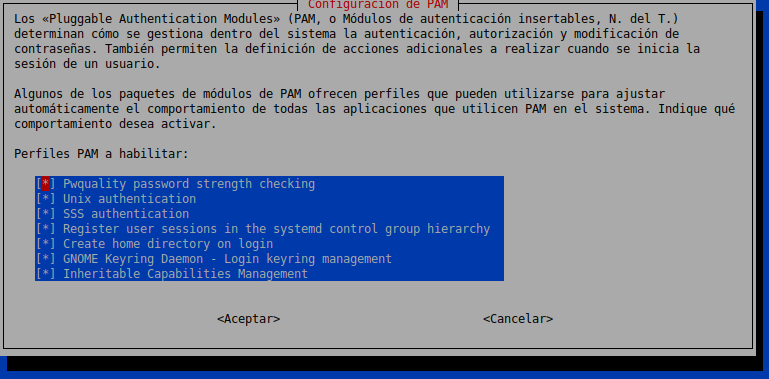 Configuración de PAM
Los «Pluggable Authentication Modules» (PAM, o Módulos de autenticación insertables, N. del T.)
determinan cómo se gestiona dentro del sistema la autenticación, autorización y modificación de
contraseñas. También permiten la definición de acciones adicionales a realizar cuando se inicia la
sesión de un usuario.
Algunos de los paquetes de módulos de PAM ofrecen perfiles que pueden utilizarse para ajustar
automáticamente el comportamiento de todas las aplicaciones que utilicen PAM en el sistema. Indique qué
comportamiento desea activar.
Perfiles PAM a habilitar:
[*] Pwquality password strength checking
[*] Unix authentication
[*] SSS authentication
[*] Register user sessions in the systemd control group hierarchy
[*] Create home directory on login
[*] GNOME Keyring Daemon - Login keyring management
[*] Inheritable Capabilities Management
<Aceptar> <Cancelar>